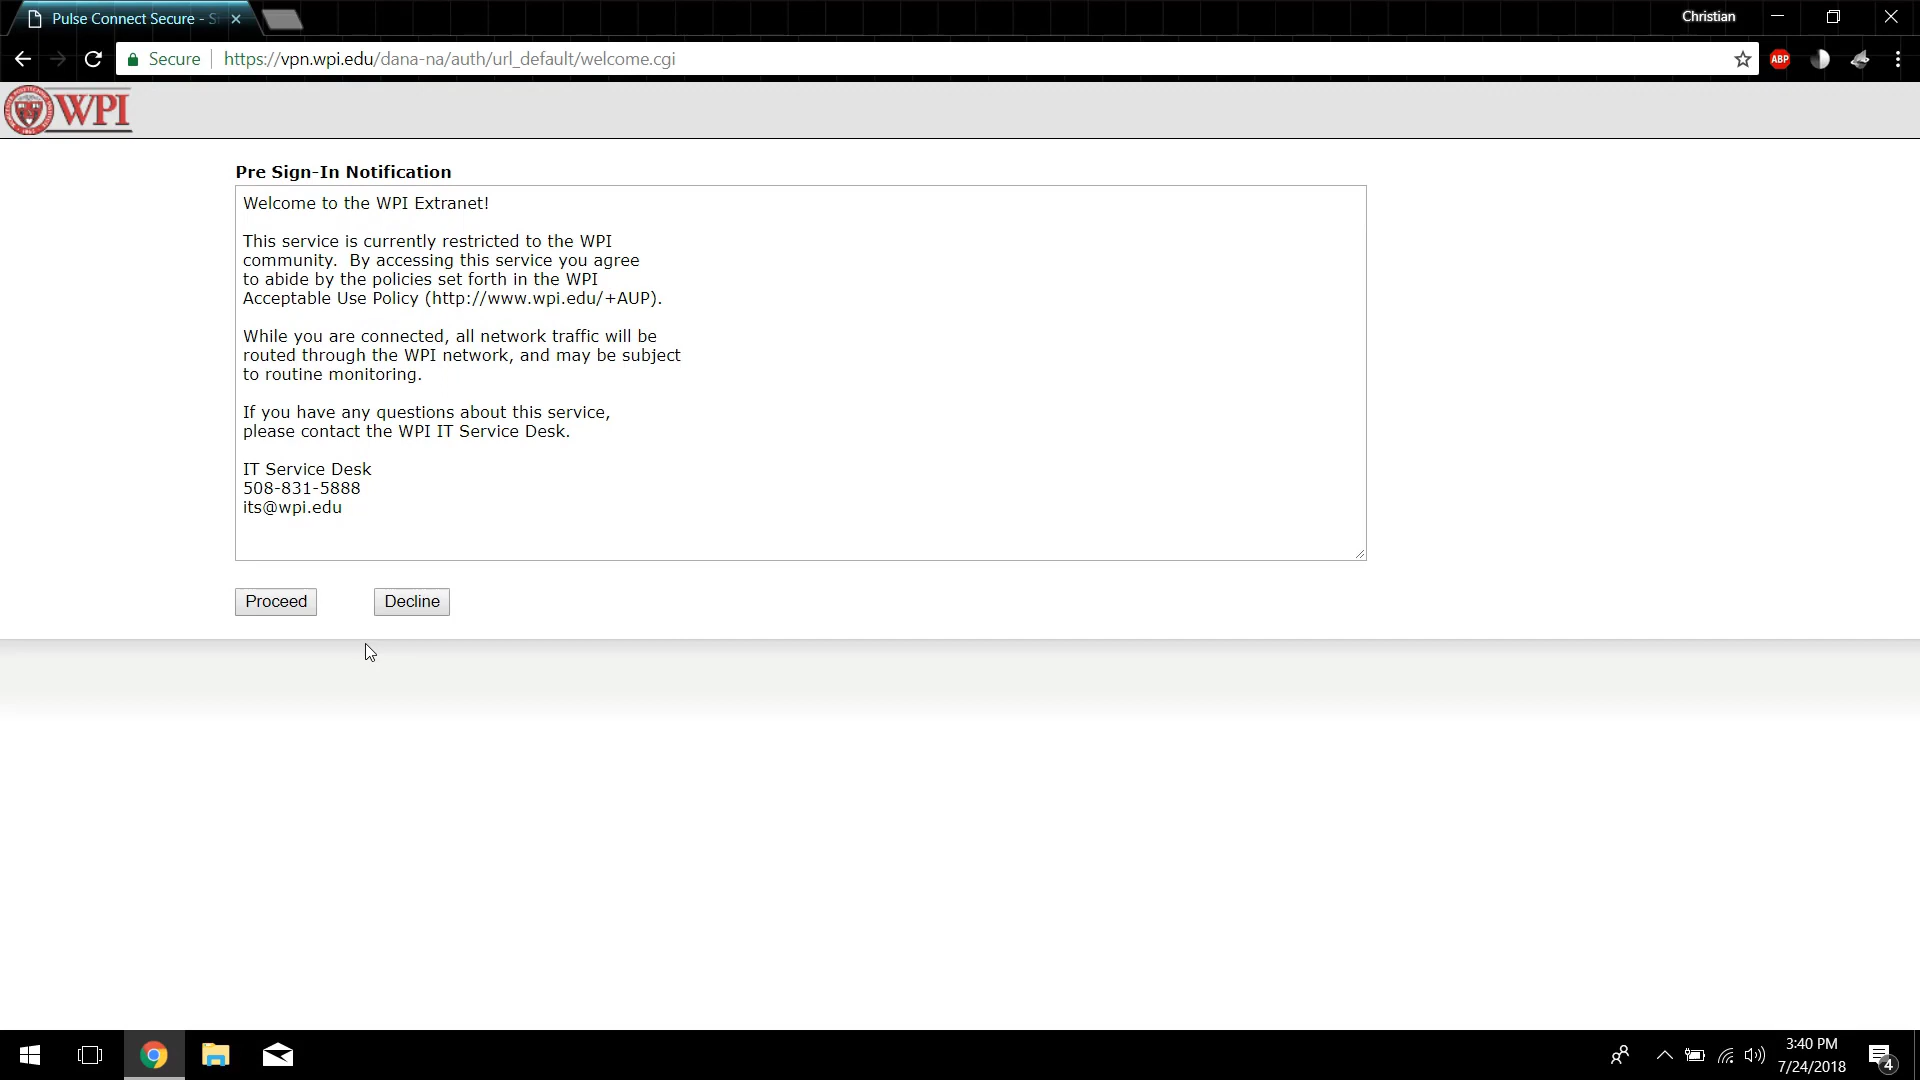 Pulse Connect Secure - S
Christian
Secure
https://vpn.wpi.edu/dana-na/auth/url_default/welcome.cgi
ABP
WPI
Pre Sign-In Notification
Welcome to the WPI Extranet!
This service is currently restricted to the WPI
community.  By accessing this service you agree
to abide by the policies set forth in the WPI
Acceptable Use Policy (http://www.wpi.edu/+AUP).
While you are connected, all network traffic will be
routed through the WPI network, and may be subject
to routine monitoring.
If you have any questions about this service,
please contact the WPI IT Service Desk.
IT Service Desk
508-831-5888
its@wpi.edu
Proceed
Decline
3:40 PM
7/24/2018
4